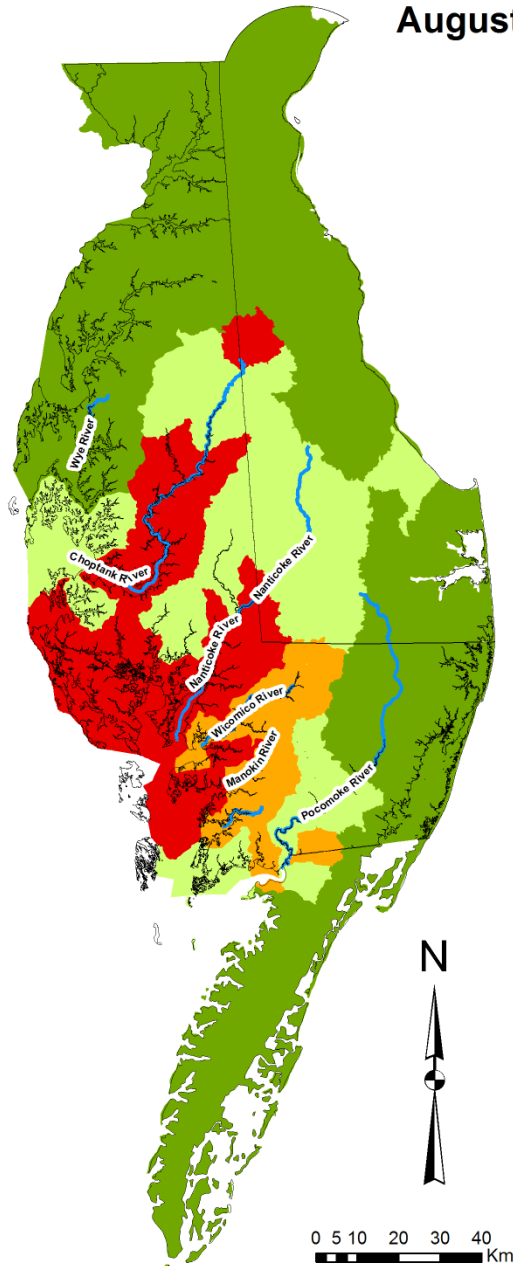 August
Wye River
Choptank River
Nanticoke River
Nanticoke River
Wicomico River
Manokin River
Pocomoke River
N
0 5 10 20 30 40
Km